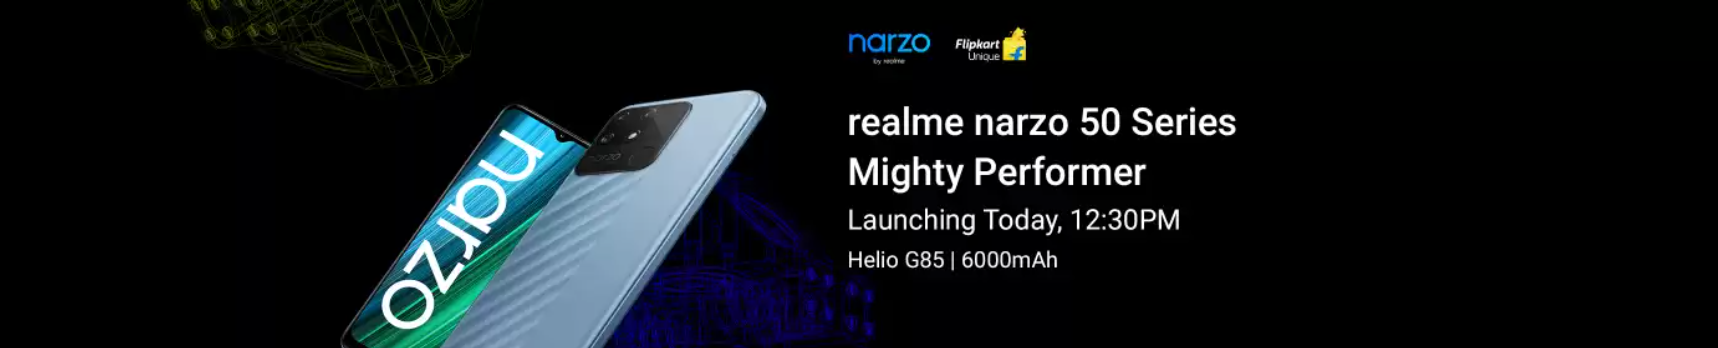 narzo
by realme
Flipkart
Unique
realme narzo 50 Series
Mighty Performer
Launching Today, 12:30PM
Helio G85 | 6000mAh
narzo
narzo